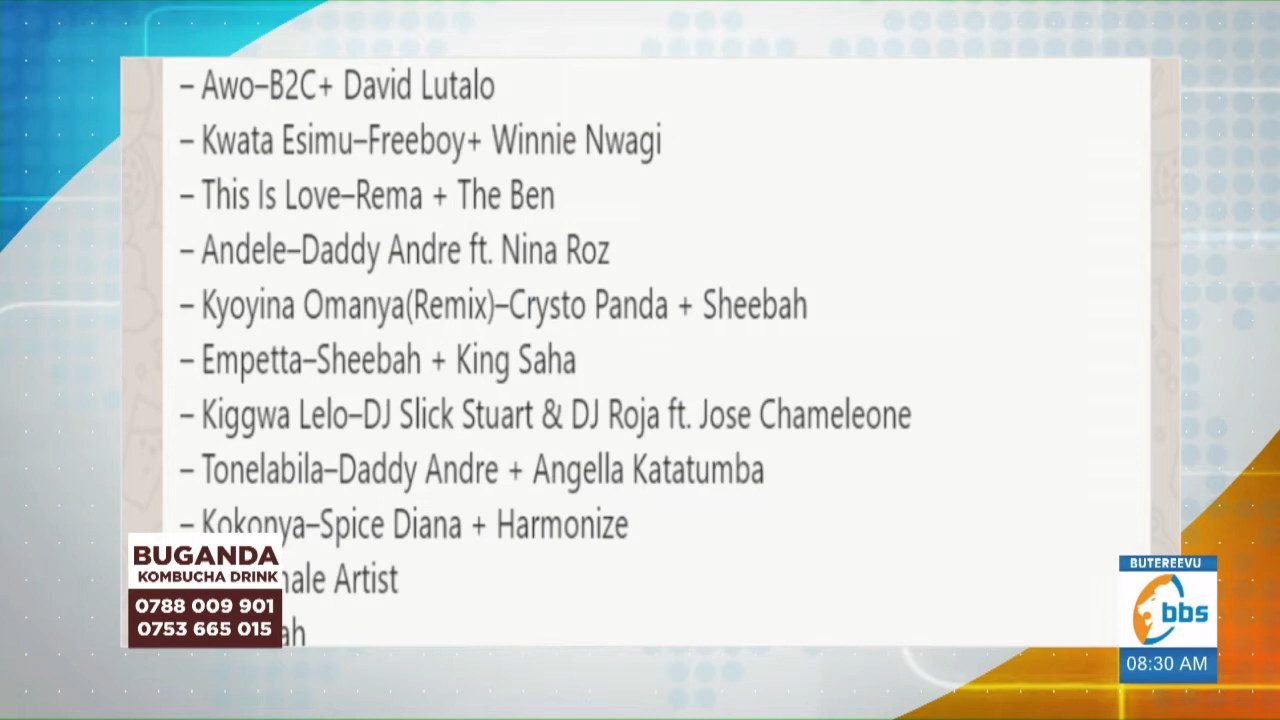 – Awo–B2C+ David Lutalo
– Kwata Esimu–Freeboy+ Winnie Nwagi
– This Is Love–Rema + The Ben
– Andele–Daddy Andre ft. Nina Roz
– Kyoyina Omanya(Remix)–Crysto Panda + Sheebah
– Empetta–Sheebah + King Saha
– Kiggwa Lelo–DJ Slick Stuart & DJ Roja ft. Jose Chameleone
– Tonelabila–Daddy Andre + Angella Katatumba
– Kokonya–Spice Diana + Harmonize
Artist
BUGANDA
KOMBUCHA DRINK
0788 009 901
0753 665 015
BUTEREEVU
bbs
08:30 AM